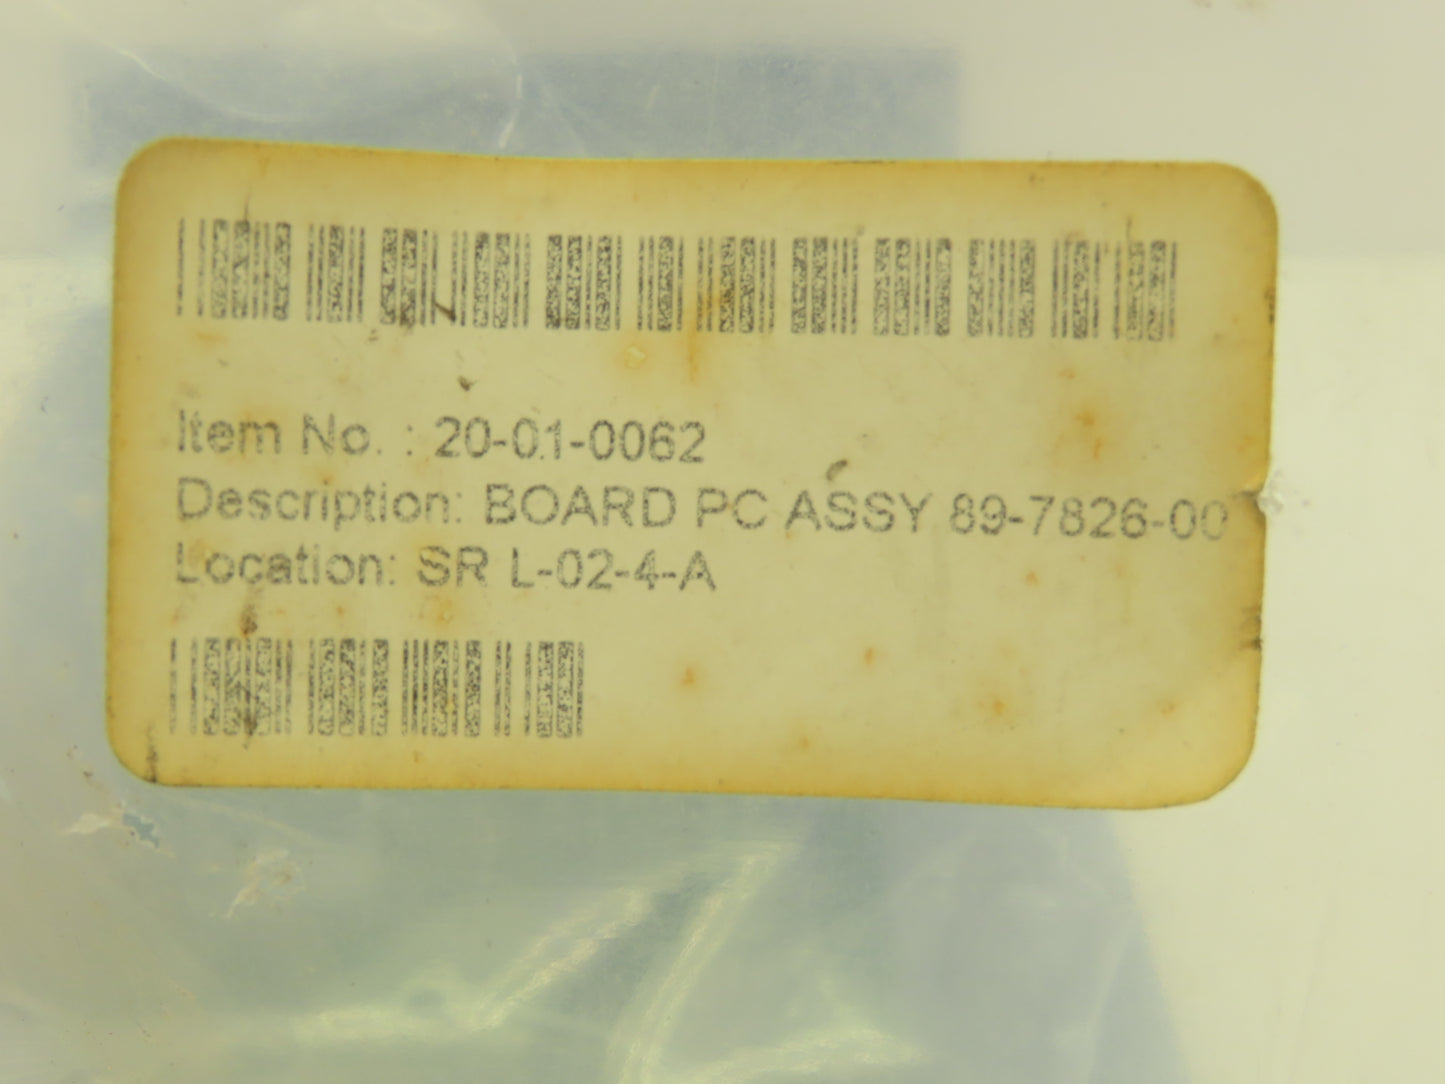 Item No. : 20-01-0062
Description: BOARD PC ASSY 89-7826-00
Location: SR L-02-4-A